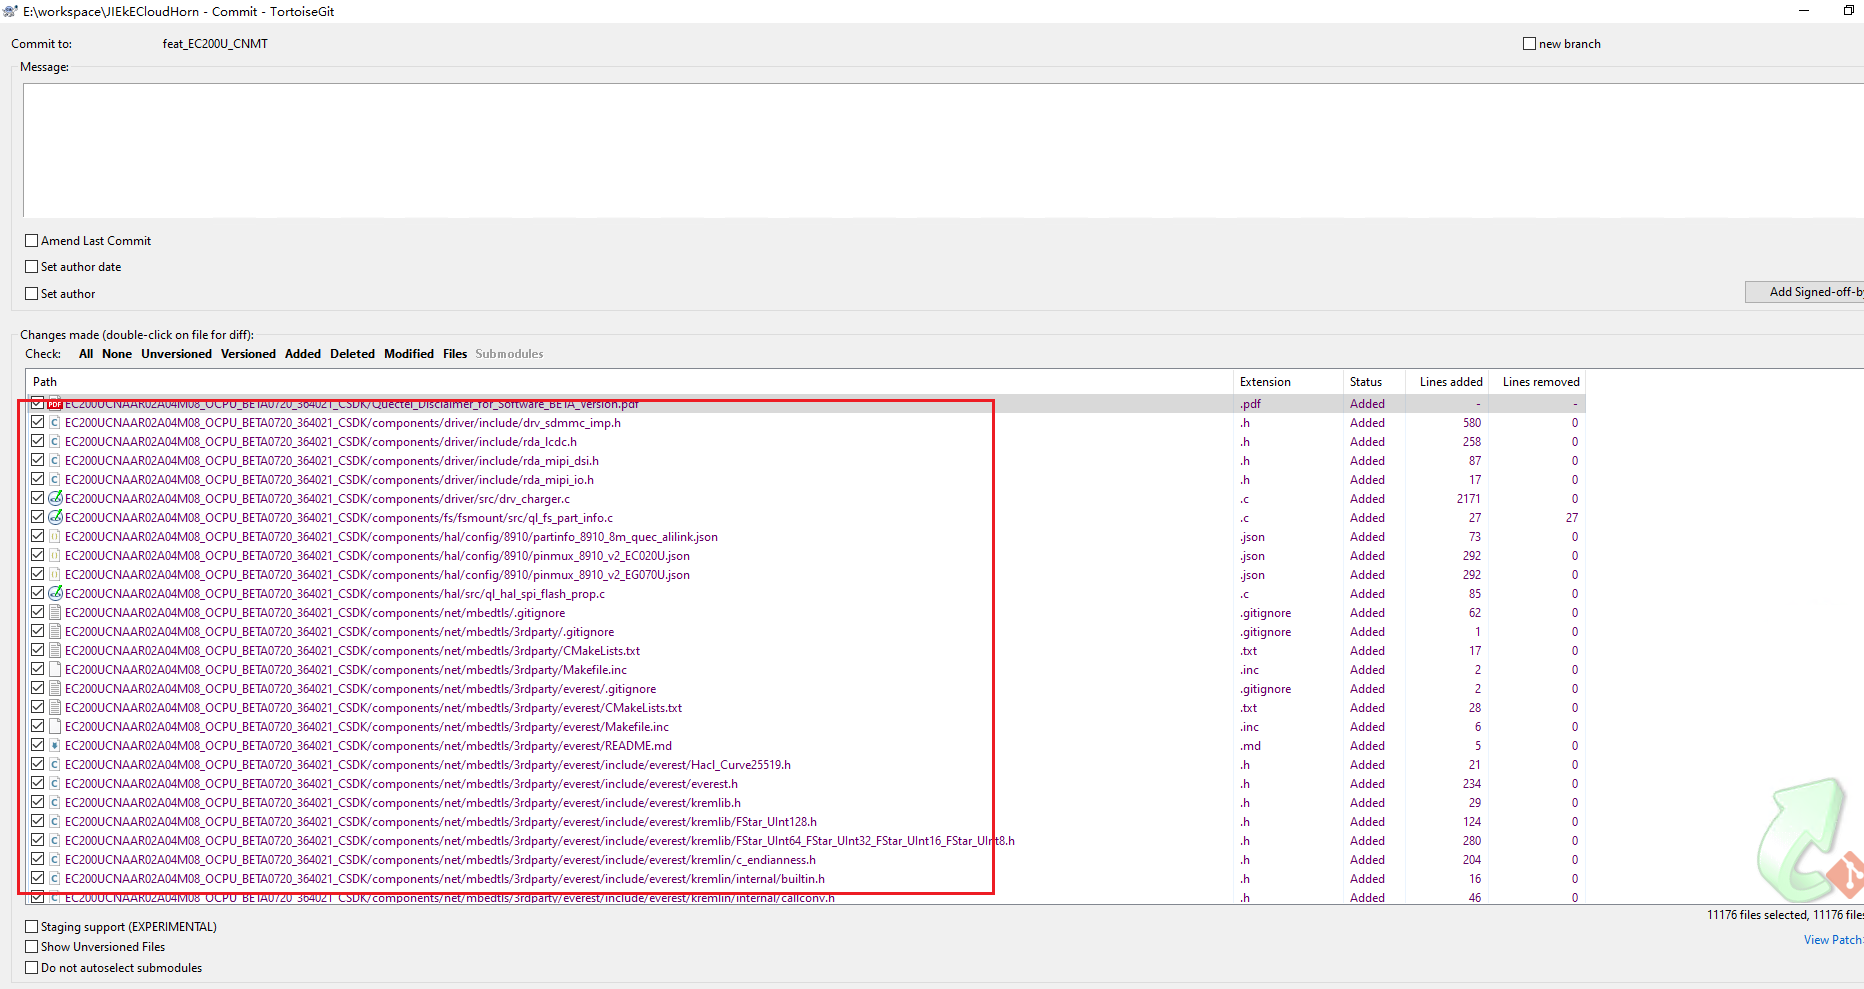 E:\workspace\JIEkECloudHorn - Commit - TortoiseGit
Commit to: feat_EC200U_CNMT new branch
Message:
Amend Last Commit
Set author date
Set author
Add Signed-off-by
Changes made (double-click on file for diff):
Check: All None Unversioned Versioned Added Deleted Modified Files Submodules
Path Extension Status Lines added Lines removed
EC200UCNAAR02A04M08_OCPU_BETA0720_364021_CSDK/Quectel_Disclaimer_for_Software_BETA_Version.pdf .pdf Added - -
EC200UCNAAR02A04M08_OCPU_BETA0720_364021_CSDK/components/driver/include/drv_sdmmc_imp.h .h Added 580 0
EC200UCNAAR02A04M08_OCPU_BETA0720_364021_CSDK/components/driver/include/rda_lcdc.h .h Added 258 0
EC200UCNAAR02A04M08_OCPU_BETA0720_364021_CSDK/components/driver/include/rda_mipi_dsi.h .h Added 87 0
EC200UCNAAR02A04M08_OCPU_BETA0720_364021_CSDK/components/driver/include/rda_mipi_io.h .h Added 17 0
EC200UCNAAR02A04M08_OCPU_BETA0720_364021_CSDK/components/driver/src/drv_charger.c .c Added 2171 0
EC200UCNAAR02A04M08_OCPU_BETA0720_364021_CSDK/components/fs/fsmount/src/ql_fs_part_info.c .c Added 27 27
EC200UCNAAR02A04M08_OCPU_BETA0720_364021_CSDK/components/hal/config/8910/partinfo_8910_8m_quec_alilink.json .json Added 73 0
EC200UCNAAR02A04M08_OCPU_BETA0720_364021_CSDK/components/hal/config/8910/pinmux_8910_v2_EC020U.json .json Added 292 0
EC200UCNAAR02A04M08_OCPU_BETA0720_364021_CSDK/components/hal/config/8910/pinmux_8910_v2_EG070U.json .json Added 292 0
EC200UCNAAR02A04M08_OCPU_BETA0720_364021_CSDK/components/hal/src/ql_hal_spi_flash_prop.c .c Added 85 0
EC200UCNAAR02A04M08_OCPU_BETA0720_364021_CSDK/components/net/mbedtls/.gitignore .gitignore Added 62 0
EC200UCNAAR02A04M08_OCPU_BETA0720_364021_CSDK/components/net/mbedtls/3rdparty/.gitignore .gitignore Added 1 0
EC200UCNAAR02A04M08_OCPU_BETA0720_364021_CSDK/components/net/mbedtls/3rdparty/CMakeLists.txt .txt Added 17 0
EC200UCNAAR02A04M08_OCPU_BETA0720_364021_CSDK/components/net/mbedtls/3rdparty/Makefile.inc .inc Added 2 0
EC200UCNAAR02A04M08_OCPU_BETA0720_364021_CSDK/components/net/mbedtls/3rdparty/everest/.gitignore .gitignore Added 2 0
EC200UCNAAR02A04M08_OCPU_BETA0720_364021_CSDK/components/net/mbedtls/3rdparty/everest/CMakeLists.txt .txt Added 28 0
EC200UCNAAR02A04M08_OCPU_BETA0720_364021_CSDK/components/net/mbedtls/3rdparty/everest/Makefile.inc .inc Added 6 0
EC200UCNAAR02A04M08_OCPU_BETA0720_364021_CSDK/components/net/mbedtls/3rdparty/everest/README.md .md Added 5 0
EC200UCNAAR02A04M08_OCPU_BETA0720_364021_CSDK/components/net/mbedtls/3rdparty/everest/include/everest/Hacl_Curve25519.h .h Added 21 0
EC200UCNAAR02A04M08_OCPU_BETA0720_364021_CSDK/components/net/mbedtls/3rdparty/everest/include/everest/everest.h .h Added 234 0
EC200UCNAAR02A04M08_OCPU_BETA0720_364021_CSDK/components/net/mbedtls/3rdparty/everest/include/everest/kremlib.h .h Added 29 0
EC200UCNAAR02A04M08_OCPU_BETA0720_364021_CSDK/components/net/mbedtls/3rdparty/everest/include/everest/kremlib/FStar_UInt128.h .h Added 124 0
EC200UCNAAR02A04M08_OCPU_BETA0720_364021_CSDK/components/net/mbedtls/3rdparty/everest/include/everest/kremlib/FStar_UInt64_FStar_UInt32_FStar_UInt16_FStar_UInt8.h .h Added 280 0
EC200UCNAAR02A04M08_OCPU_BETA0720_364021_CSDK/components/net/mbedtls/3rdparty/everest/include/everest/kremlin/c_endianness.h .h Added 204 0
EC200UCNAAR02A04M08_OCPU_BETA0720_364021_CSDK/components/net/mbedtls/3rdparty/everest/include/everest/kremlin/internal/builtin.h .h Added 16 0
EC200UCNAAR02A04M08_OCPU_BETA0720_364021_CSDK/components/net/mbedtls/3rdparty/everest/include/everest/kremlin/internal/callconv.h .h Added 46 0
Staging support (EXPERIMENTAL)
11176 files selected, 11176 files
Show Unversioned Files
View Patch>
Do not autoselect submodules